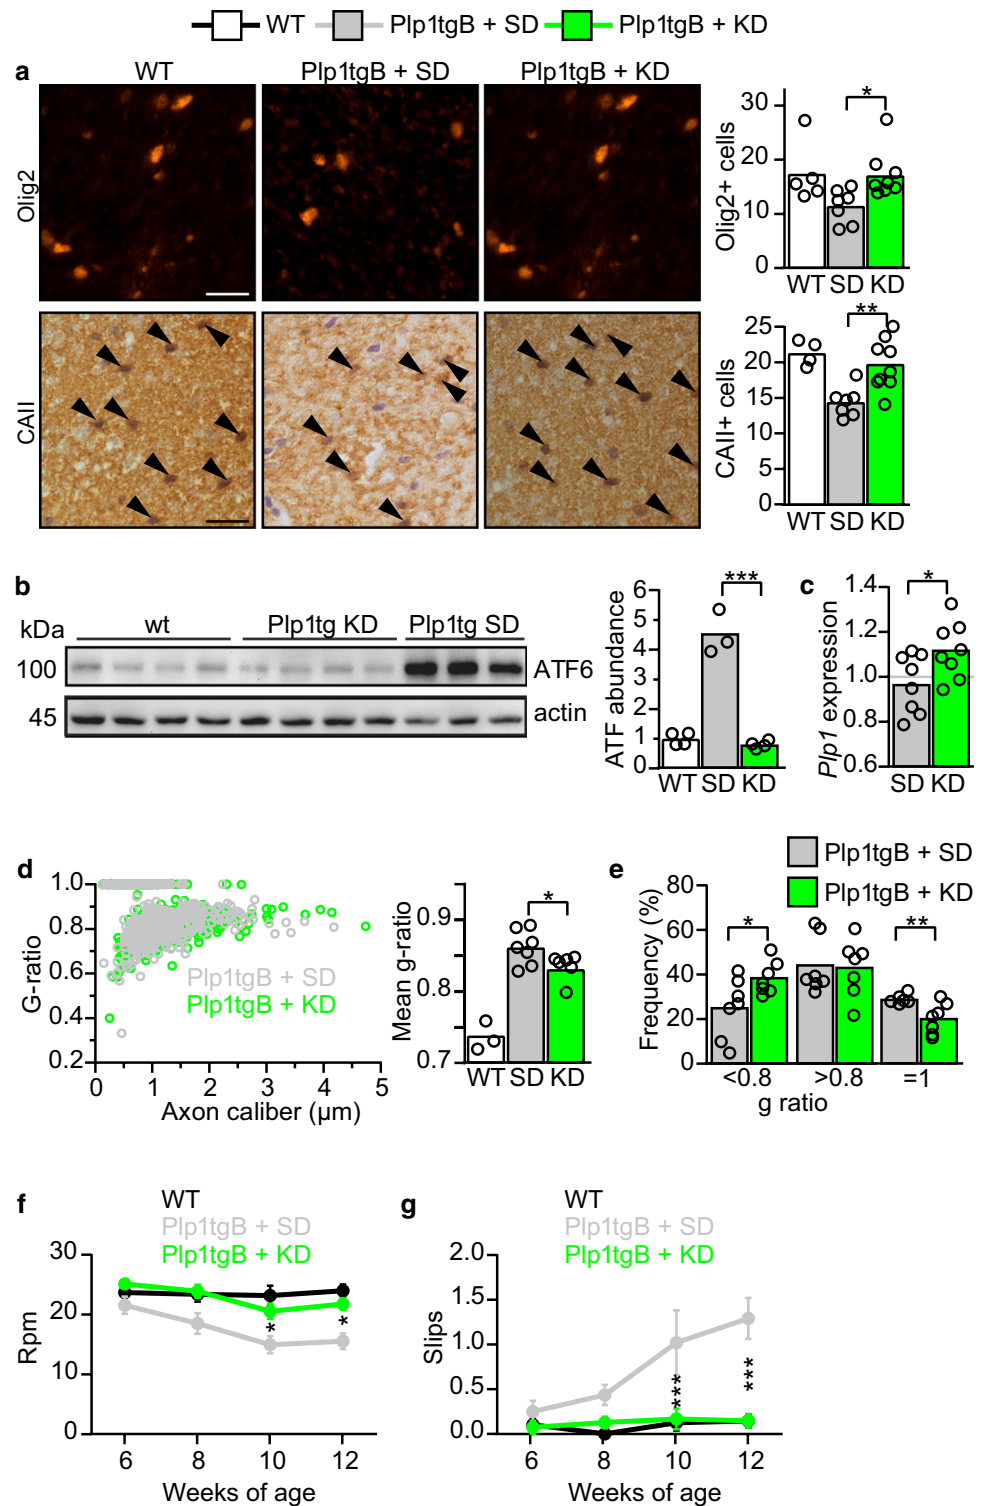 WT Plp1tgB + SD Plp1tgB + KD
a
WT Plp1tgB + SD Plp1tgB + KD
Olig2
CAII
Olig2+ cells
30
20
10
0
*
WT SD KD
CAII+ cells
25
20
15
10
5
0
**
WT SD KD
b
kDa
wt Plp1tg KD Plp1tg SD
100 ATF6
45 actin
ATF abundance
6
5
4
3
2
1
0
***
WT SD KD
c
Plp1 expression
1.4
1.2
1.0
0.8
0.6
*
SD KD
d
G-ratio
1.0
0.8
0.6
0.4
0.2
Plp1tgB + SD
Plp1tgB + KD
0 1 2 3 4 5
Axon caliber (µm)
Mean g-ratio
0.9
0.8
0.7
*
WT SD KD
e
Plp1tgB + SD
Plp1tgB + KD
Frequency (%)
80
60
40
20
0
*
**
<0.8 >0.8 =1
g ratio
f
WT
Plp1tgB + SD
Plp1tgB + KD
Rpm
30
20
10
0
* *
6 8 10 12
Weeks of age
g
WT
Plp1tgB + SD
Plp1tgB + KD
Slips
2.0
1.5
1.0
0.5
0.0
*** ***
6 8 10 12
Weeks of age